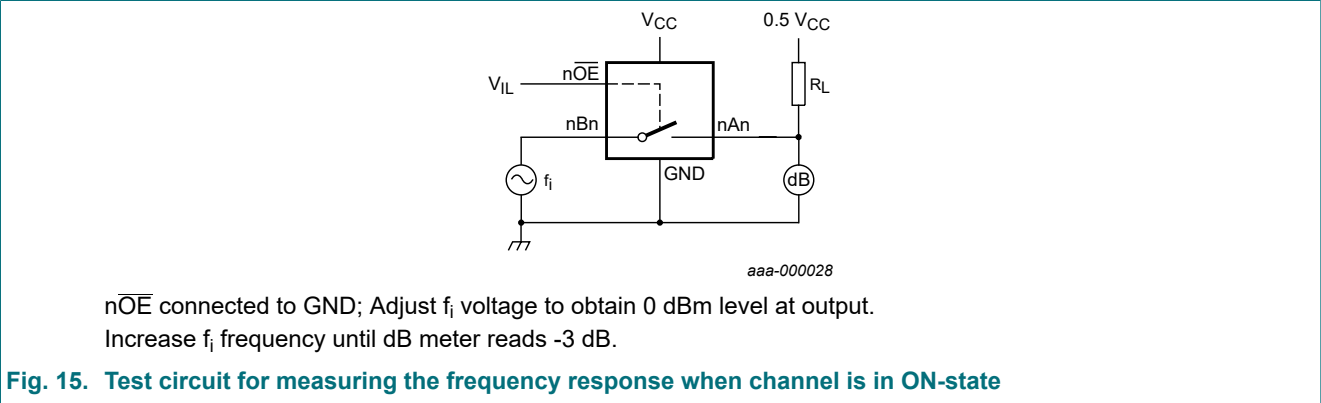 VCC
0.5 VCC
VIL
nO̅E̅
RL
nBn
nAn
fi
GND
dB
aaa-000028
nO̅E̅ connected to GND; Adjust fi voltage to obtain 0 dBm level at output.
Increase fi frequency until dB meter reads -3 dB.
Fig. 15. Test circuit for measuring the frequency response when channel is in ON-state